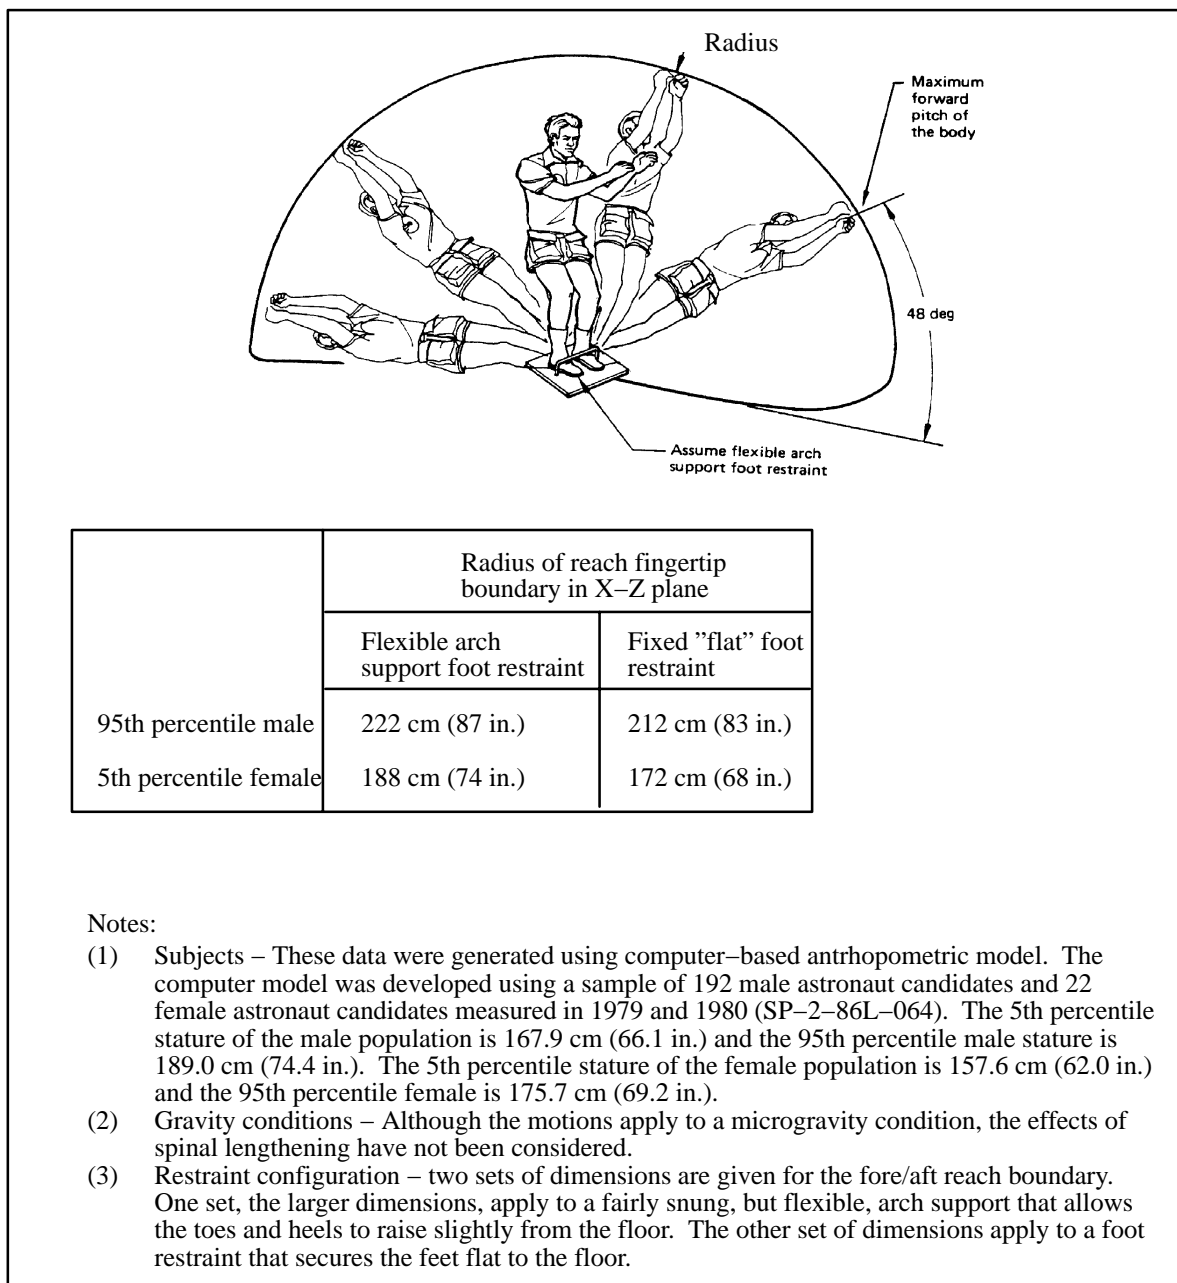 Radius
Maximum
forward
pitch of
the body
48 deg
Assume flexible arch
support foot restraint
Radius of reach fingertip
boundary in X–Z plane
Flexible arch
support foot restraint
Fixed ”flat” foot
restraint
95th percentile male
222 cm (87 in.)
212 cm (83 in.)
5th percentile female
188 cm (74 in.)
172 cm (68 in.)
Notes:
(1) Subjects – These data were generated using computer–based antrhopometric model. The
computer model was developed using a sample of 192 male astronaut candidates and 22
female astronaut candidates measured in 1979 and 1980 (SP–2–86L–064). The 5th percentile
stature of the male population is 167.9 cm (66.1 in.) and the 95th percentile male stature is
189.0 cm (74.4 in.). The 5th percentile stature of the female population is 157.6 cm (62.0 in.)
and the 95th percentile female is 175.7 cm (69.2 in.).
(2) Gravity conditions – Although the motions apply to a microgravity condition, the effects of
spinal lengthening have not been considered.
(3) Restraint configuration – two sets of dimensions are given for the fore/aft reach boundary.
One set, the larger dimensions, apply to a fairly snung, but flexible, arch support that allows
the toes and heels to raise slightly from the floor. The other set of dimensions apply to a foot
restraint that secures the feet flat to the floor.